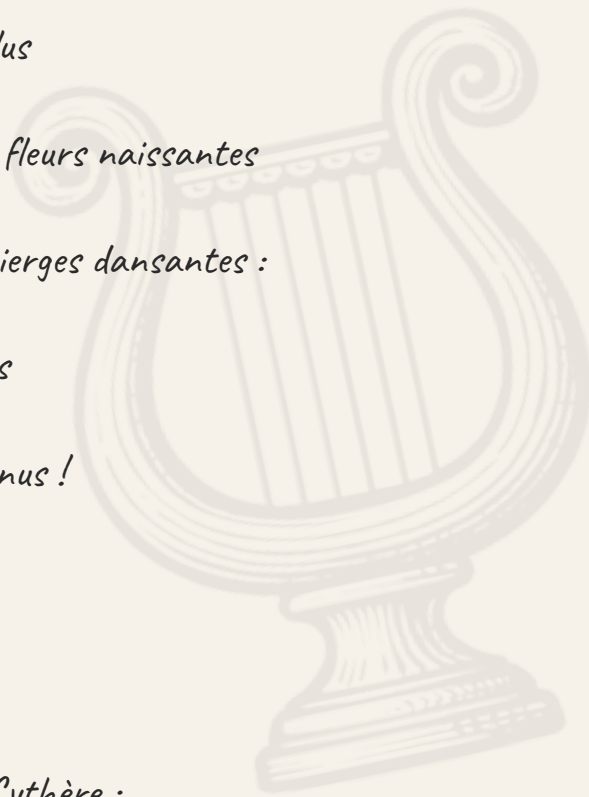 lus
fleurs naissantes
ierges dansantes :
s
nus !
Cythère :